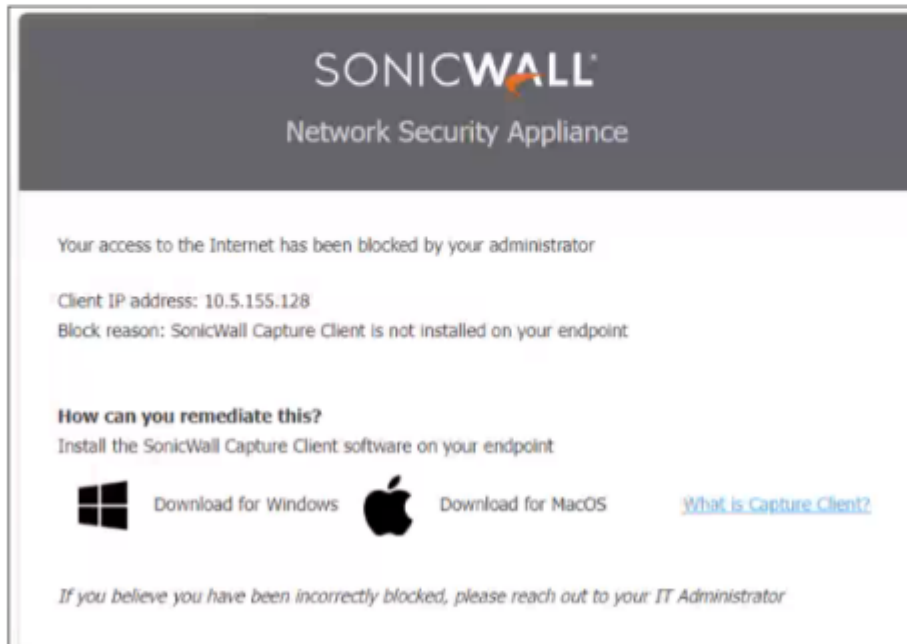 SONICWALL
Network Security Appliance
Your access to the Internet has been blocked by your administrator
Client IP address: 10.5.155.128
Block reason: SonicWall Capture Client is not installed on your endpoint
How can you remediate this?
Install the SonicWall Capture Client software on your endpoint
Download for Windows Download for MacOS What is Capture Client?
If you believe you have been incorrectly blocked, please reach out to your IT Administrator